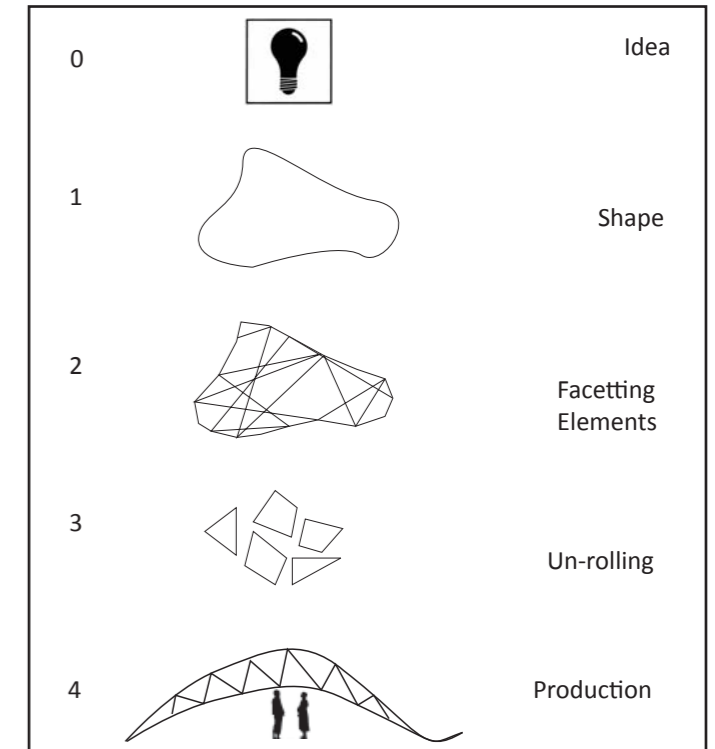 0
Idea
1
Shape
2
Facetting
Elements
3
Un-rolling
4
Production